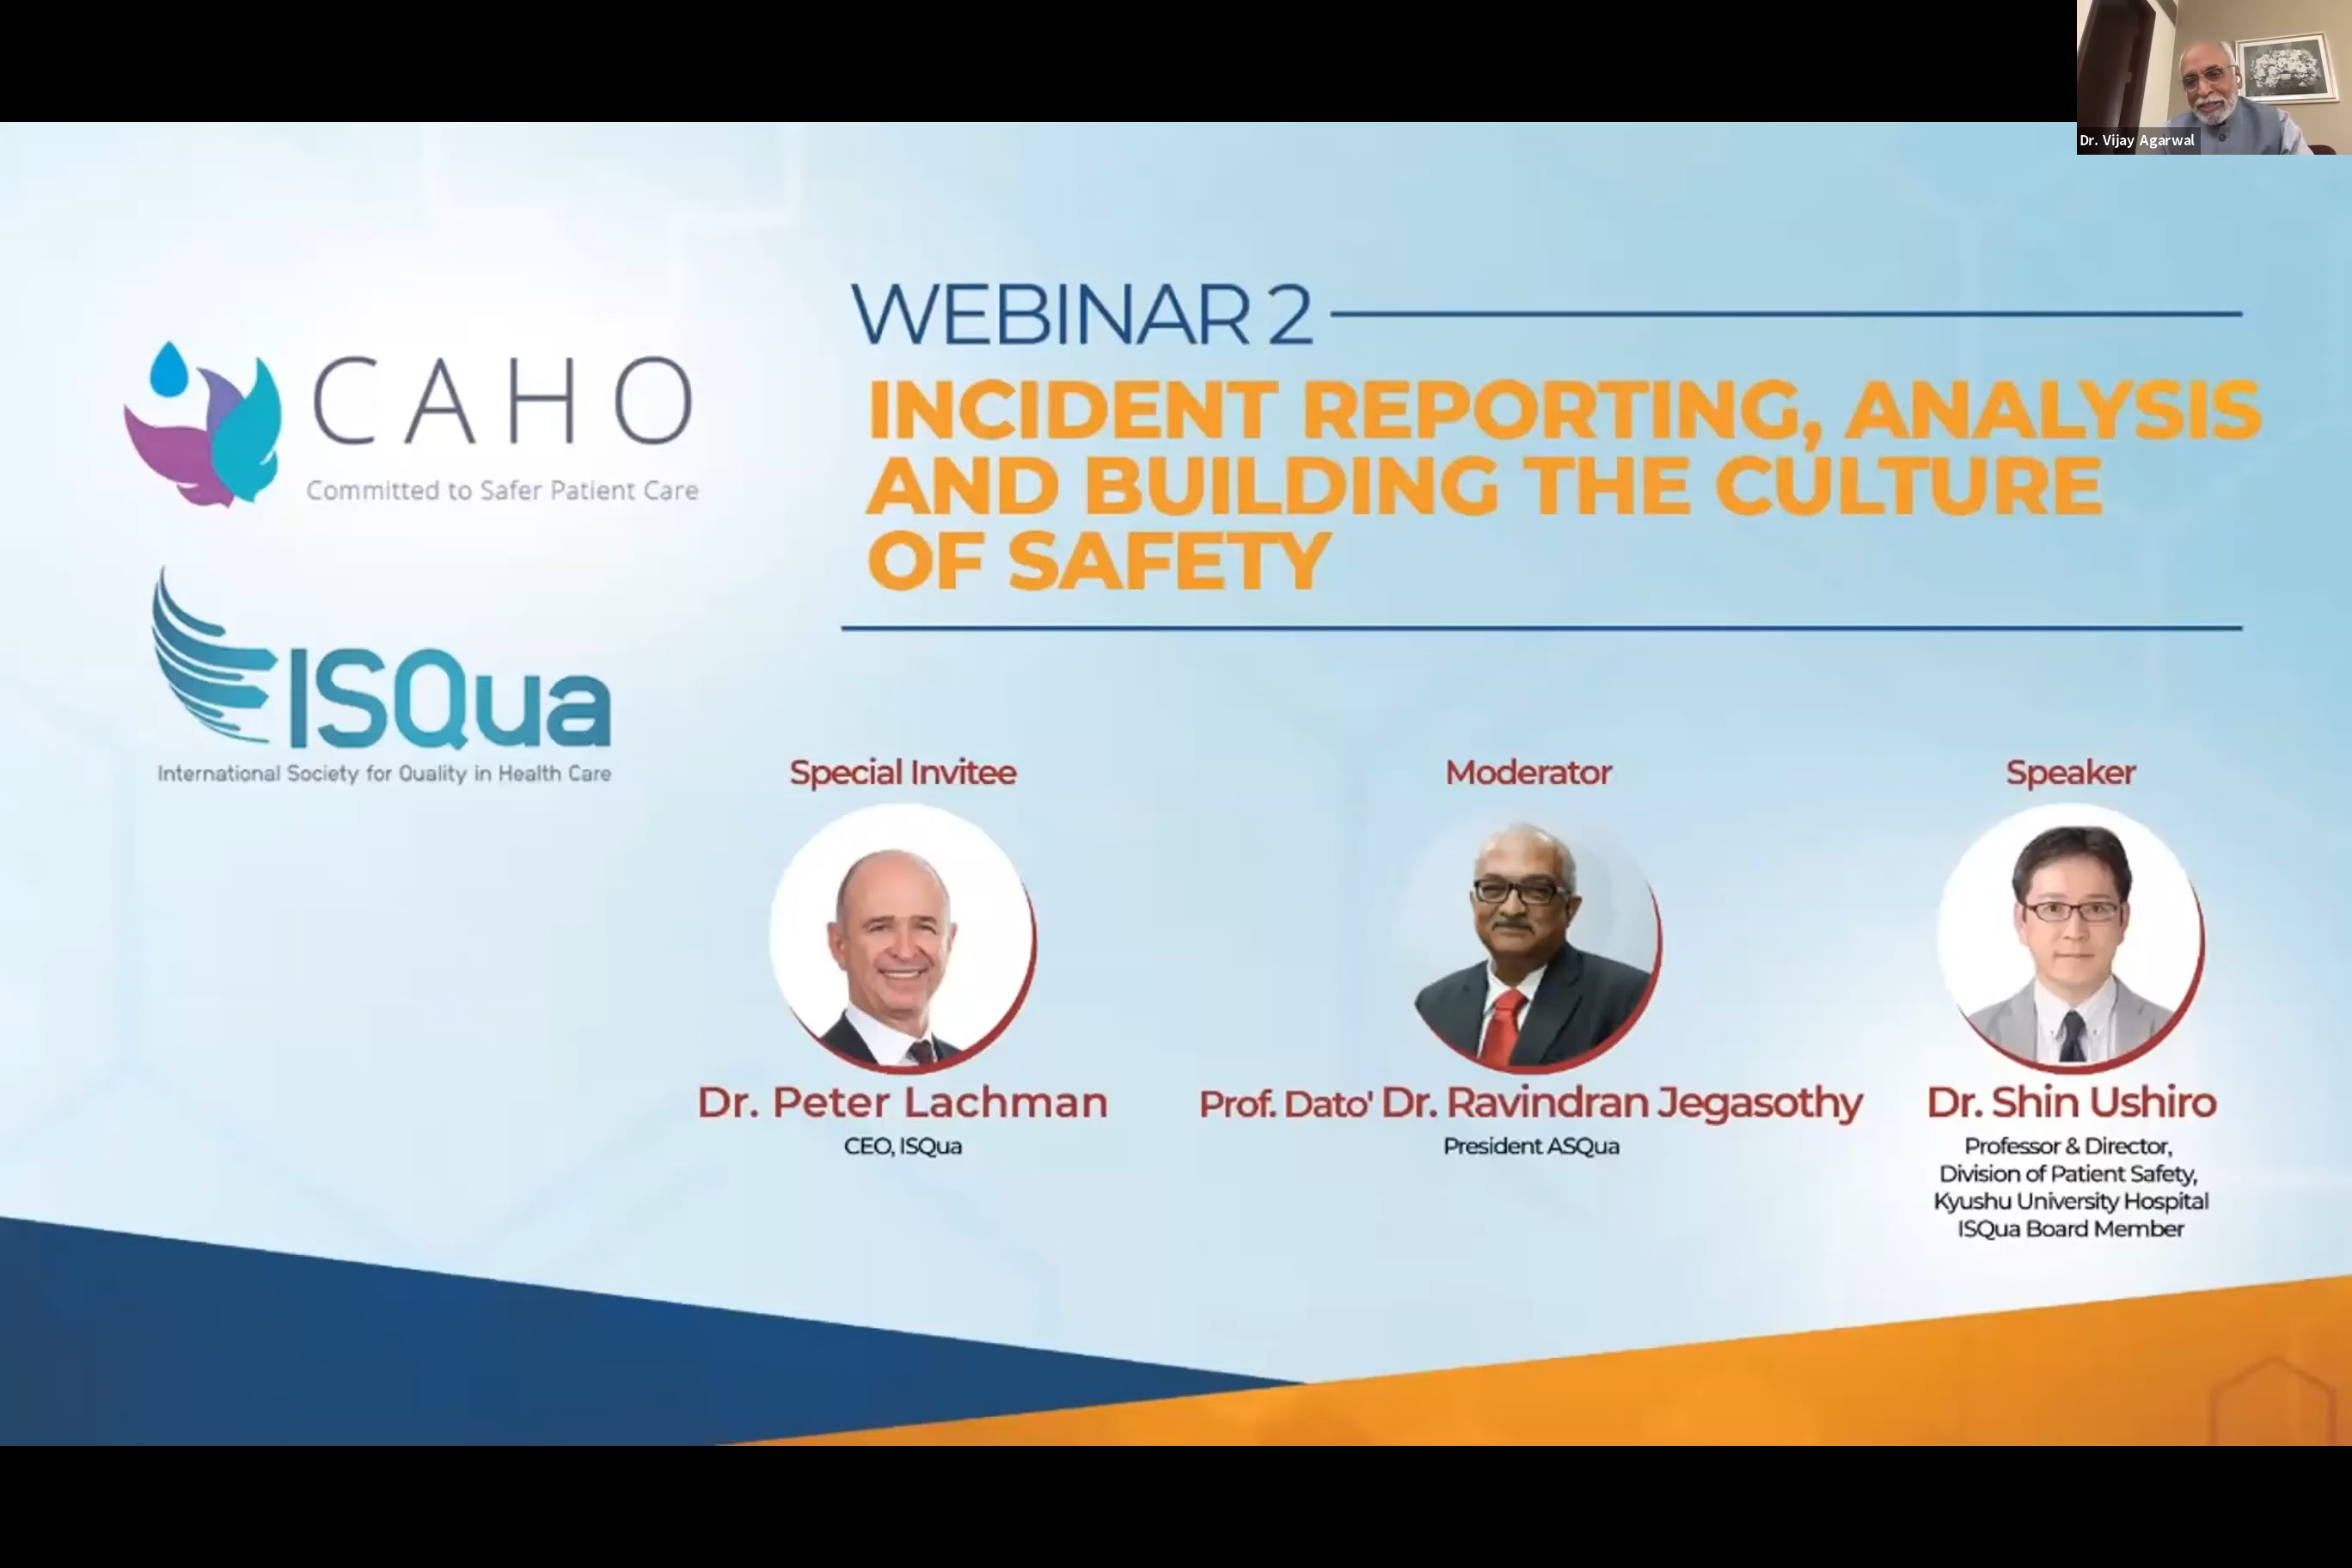 Dr. Vijay Agarwal
CAHO
Committed to Safer Patient Care
ISQua
International Society for Quality in Health Care
WEBINAR 2
INCIDENT REPORTING, ANALYSIS
AND BUILDING THE CULTURE
OF SAFETY
Special Invitee
Dr. Peter Lachman
CEO, ISQua
Moderator
Prof. Dato' Dr. Ravindran Jegasothy
President ASQua
Speaker
Dr. Shin Ushiro
Professor & Director,
Division of Patient Safety,
Kyushu University Hospital
ISQua Board Member